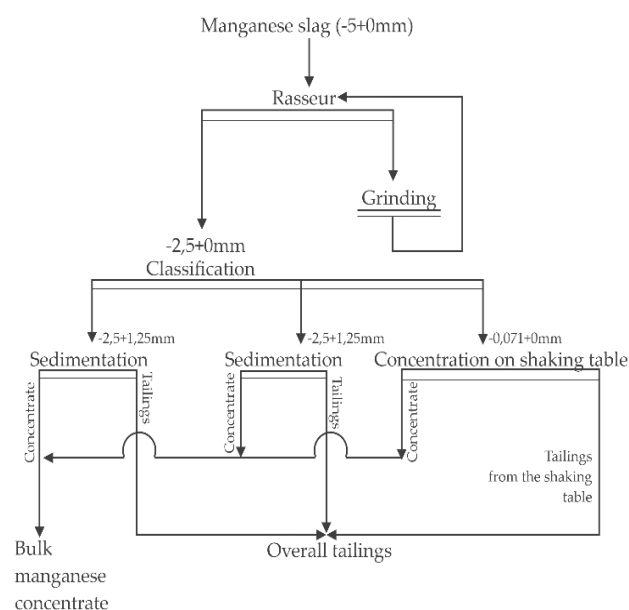 Manganese slag (-5+0mm)
Rasseur
Grinding
-2,5+0mm
Classification
-2,5+1,25mm
-2,5+1,25mm
-0,071+0mm
Sedimentation
Sedimentation
Concentration on shaking table
Concentrate
Tailings
Concentrate
Tailings
Concentrate
Tailings
from the shaking
table
Bulk
manganese
concentrate
Overall tailings